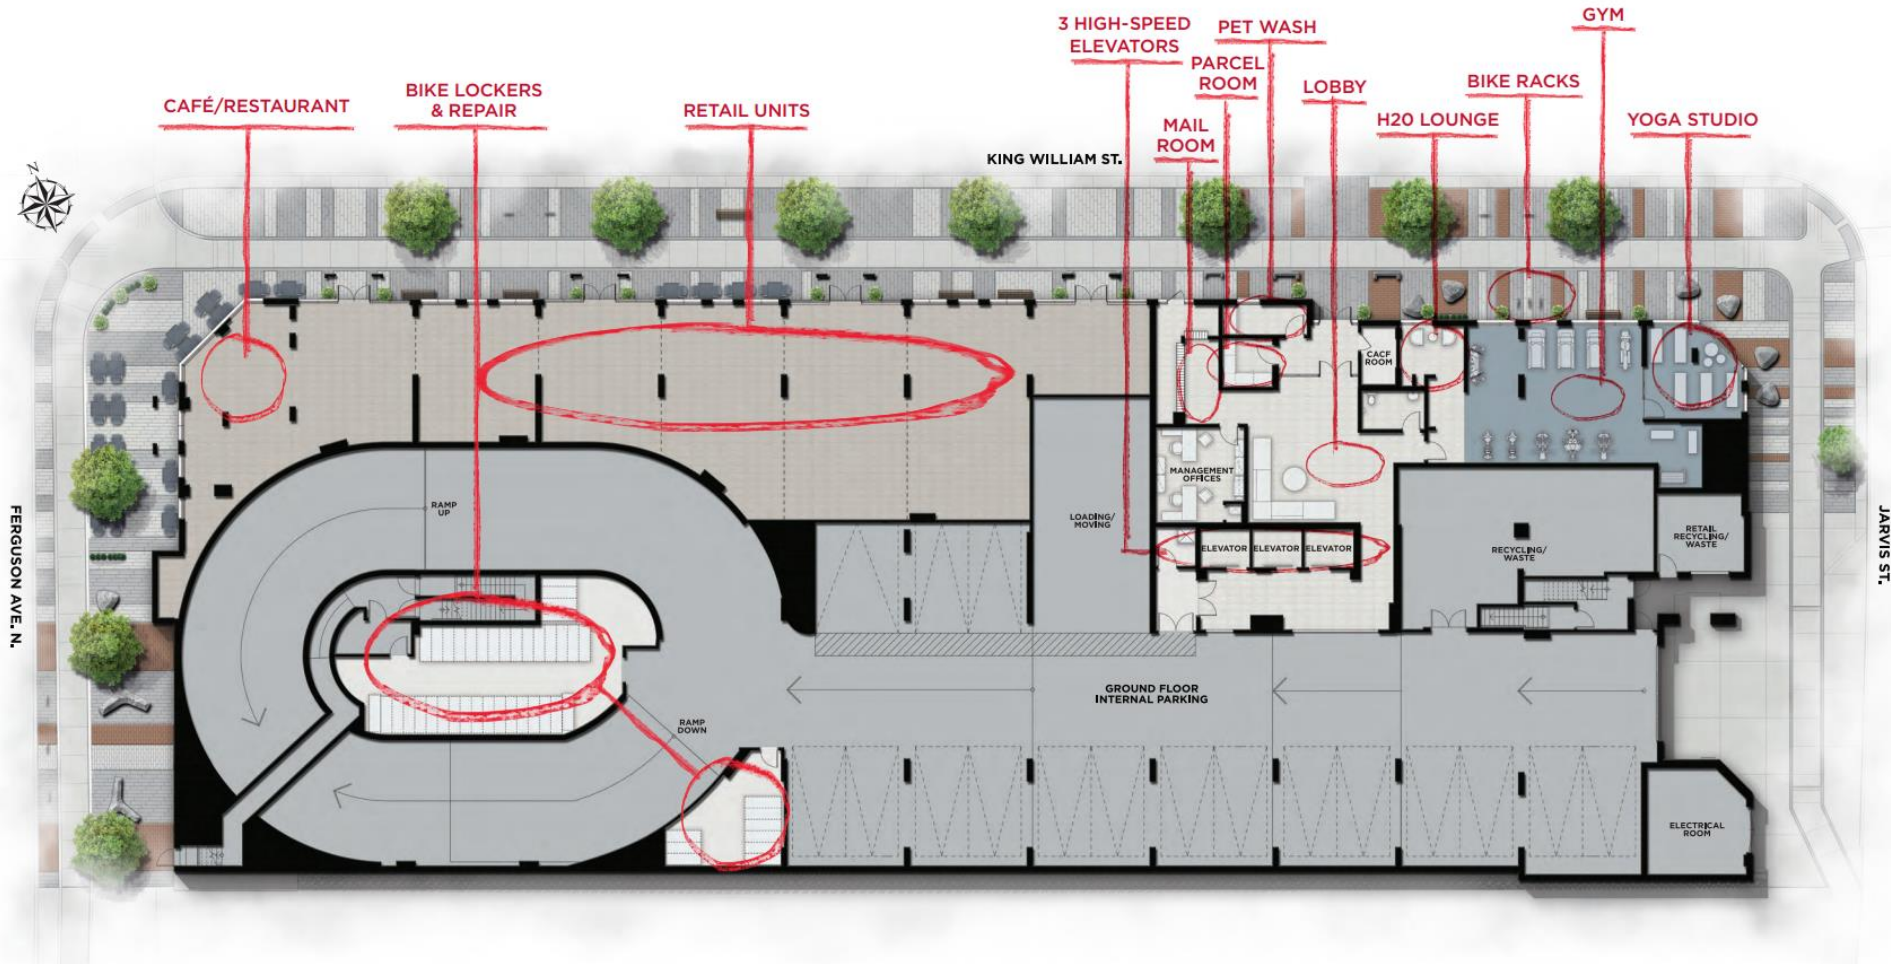 3 HIGH-SPEED
ELEVATORS
PET WASH
GYM
PARCEL
ROOM
LOBBY
BIKE RACKS
CAFÉ/RESTAURANT
BIKE LOCKERS
& REPAIR
RETAIL UNITS
MAIL
ROOM
H20 LOUNGE
YOGA STUDIO
KING WILLIAM ST.
N
CACF
ROOM
MANAGEMENT
OFFICES
RAMP
UP
LOADING/
MOVING
ELEVATOR
ELEVATOR
ELEVATOR
RECYCLING/
WASTE
RETAIL
RECYCLING/
WASTE
FERGUSON AVE. N.
JARVIS ST.
GROUND FLOOR
INTERNAL PARKING
RAMP
DOWN
ELECTRICAL
ROOM